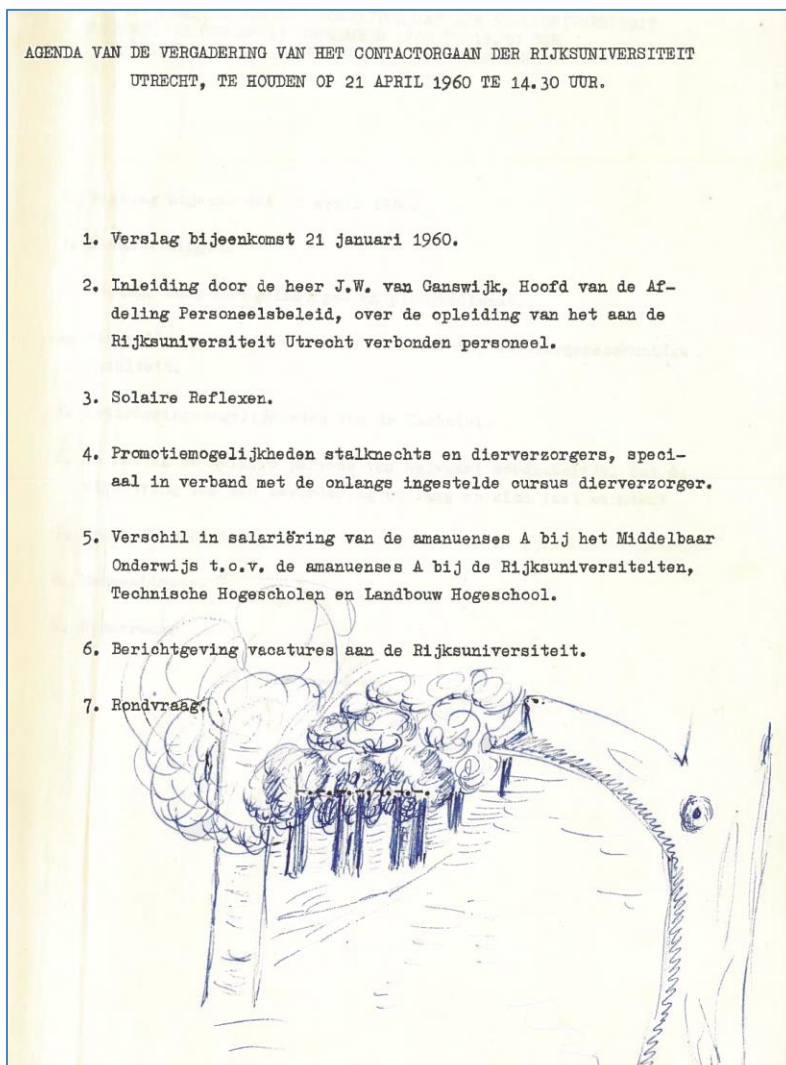 AGENDA VAN DE VERGADERING VAN HET CONTACTORGAAN DER RIJKSUNIVERSITEIT
UTRECHT, TE HOUDEN OP 21 APRIL 1960 TE 14.30 UUR.
1. Verslag bijeenkomst 21 januari 1960.
2. Inleiding door de heer J.W. van Ganswijk, Hoofd van de Af-
deling Personeelsbeleid, over de opleiding van het aan de
Rijksuniversiteit Utrecht verbonden personeel.
3. Solaire Reflexen.
4. Promotiemogelijkheden stalknechts en dierverzorgers, speci-
aal in verband met de onlangs ingestelde cursus dierverzorger.
5. Verschil in salariëring van de amanuenses A bij het Middelbaar
Onderwijs t.o.v. de amanuenses A bij de Rijksuniversiteiten,
Technische Hogescholen en Landbouw Hogeschool.
6. Berichtgeving vacatures aan de Rijksuniversiteit.
7. Rondvraag.